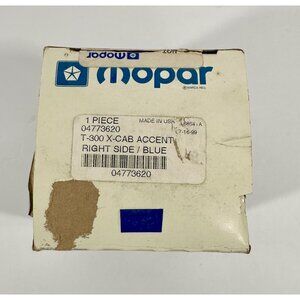 Mopar
mopar
1 PIECE MADE IN USA
04773620
T-300 X-CAB ACCENT
RIGHT SIDE / BLUE
04773620